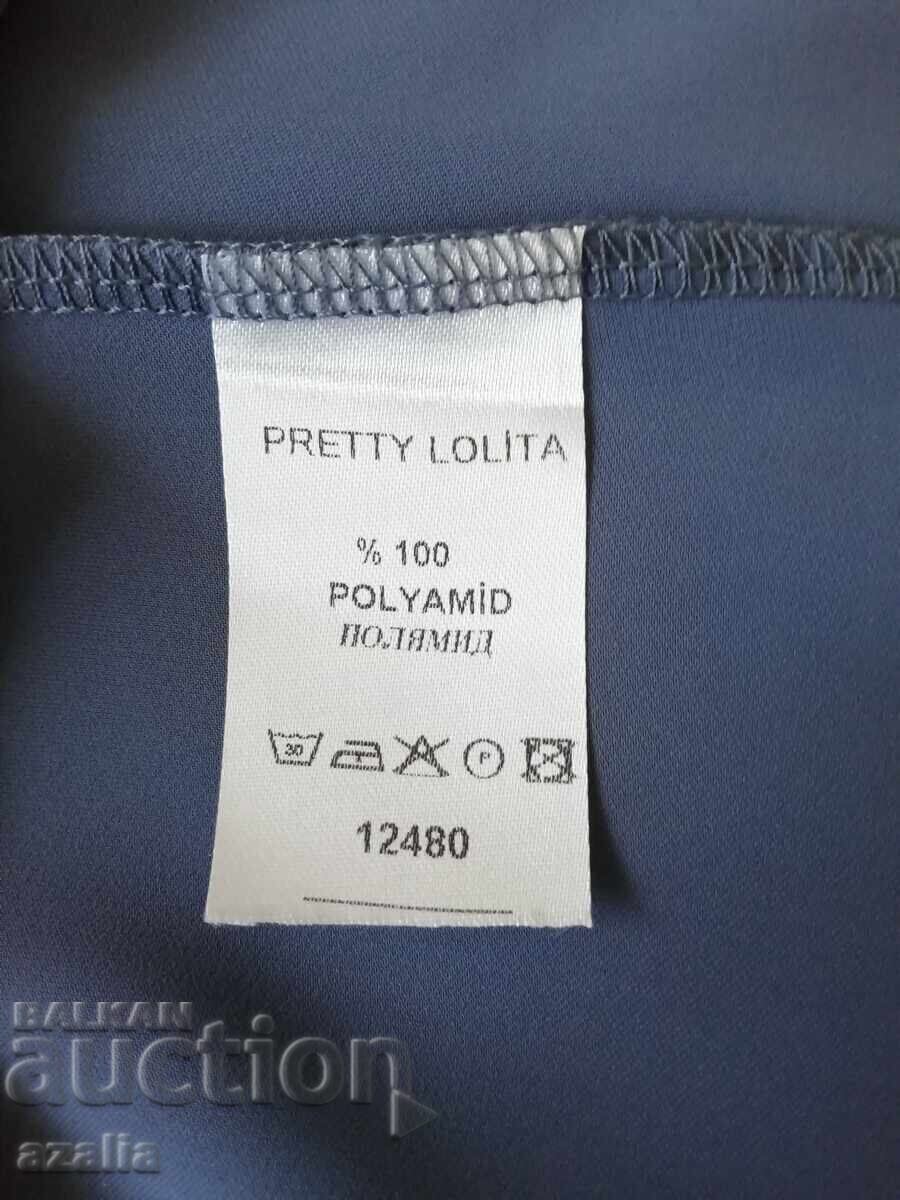 PRETTY LOLİTA
% 100
POLYAMİD
ПОЛЯМИД
30
P
12480
BALKAN
auction
azalia